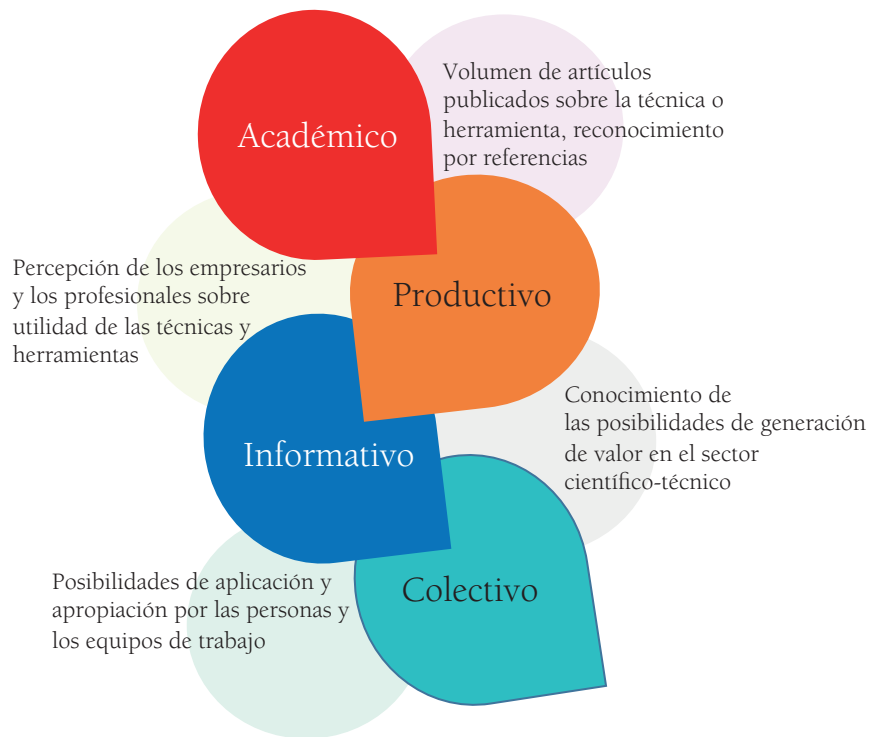 Académico
Volumen de artículos
publicados sobre la técnica o
herramienta, reconocimiento
por referencias
Productivo
Percepción de los empresarios
y los profesionales sobre
utilidad de las técnicas y
herramientas
Informativo
Conocimiento de
las posibilidades de generación
de valor en el sector
científico-técnico
Colectivo
Posibilidades de aplicación y
apropiación por las personas y
los equipos de trabajo